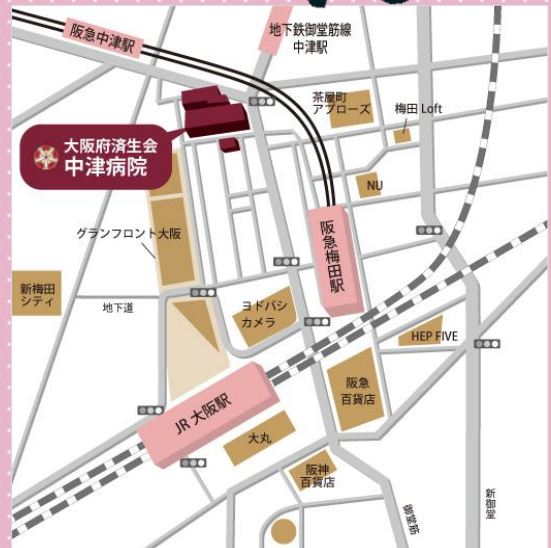 阪急中津駅
地下鉄御堂筋線
中津駅
茶屋町
アプローズ
梅田 Loft
大阪府済生会
中津病院
NU
グランフロント大阪
阪急梅田駅
新梅田
シティ
地下道
ヨドバシ
カメラ
HEP FIVE
阪急
百貨店
JR 大阪駅
大丸
阪神
百貨店
御堂筋
新御堂